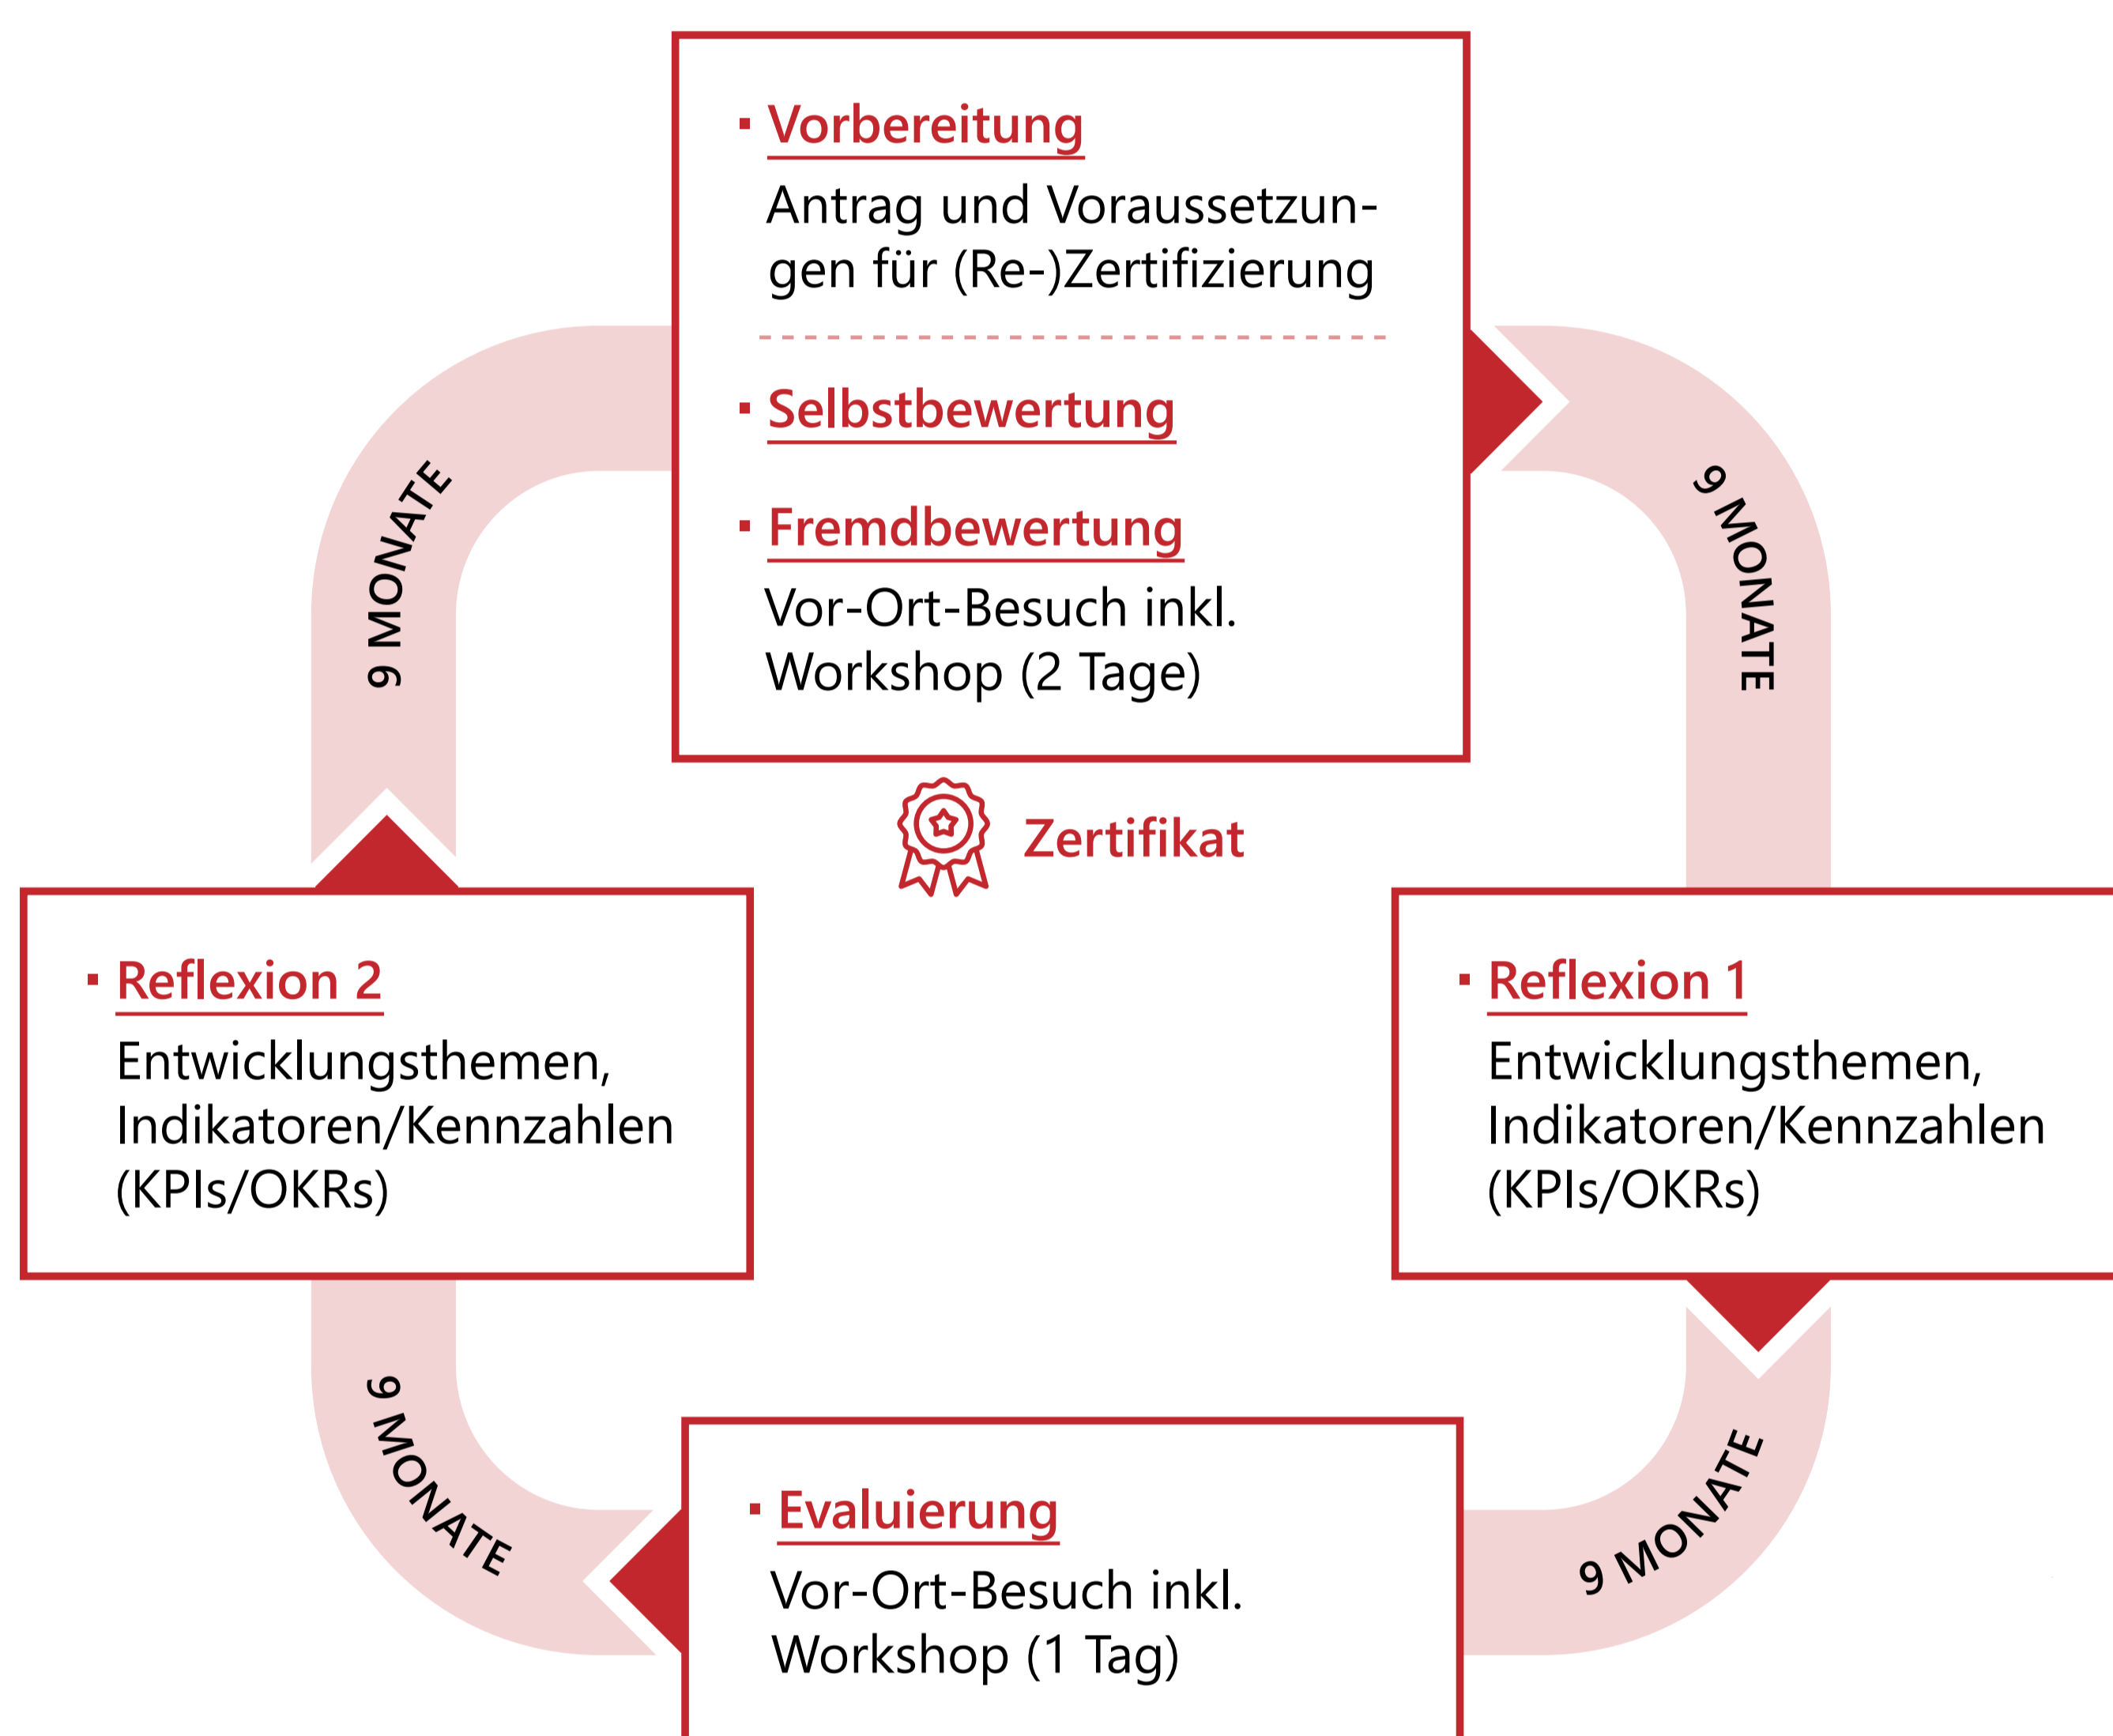 Vorbereitung
Antrag und Voraussetzun-
gen für (Re-)Zertifizierung
Selbstbewertung
Fremdbewertung
Vor-Ort-Besuch inkl.
Workshop (2 Tage)
9 MONATE
9 MONATE
Zertifikat
Reflexion 2
Entwicklungsthemen,
Indikatoren/Kennzahlen
(KPIs/OKRs)
Reflexion 1
Entwicklungsthemen,
Indikatoren/Kennzahlen
(KPIs/OKRs)
9 MONATE
9 MONATE
Evaluierung
Vor-Ort-Besuch inkl.
Workshop (1 Tag)